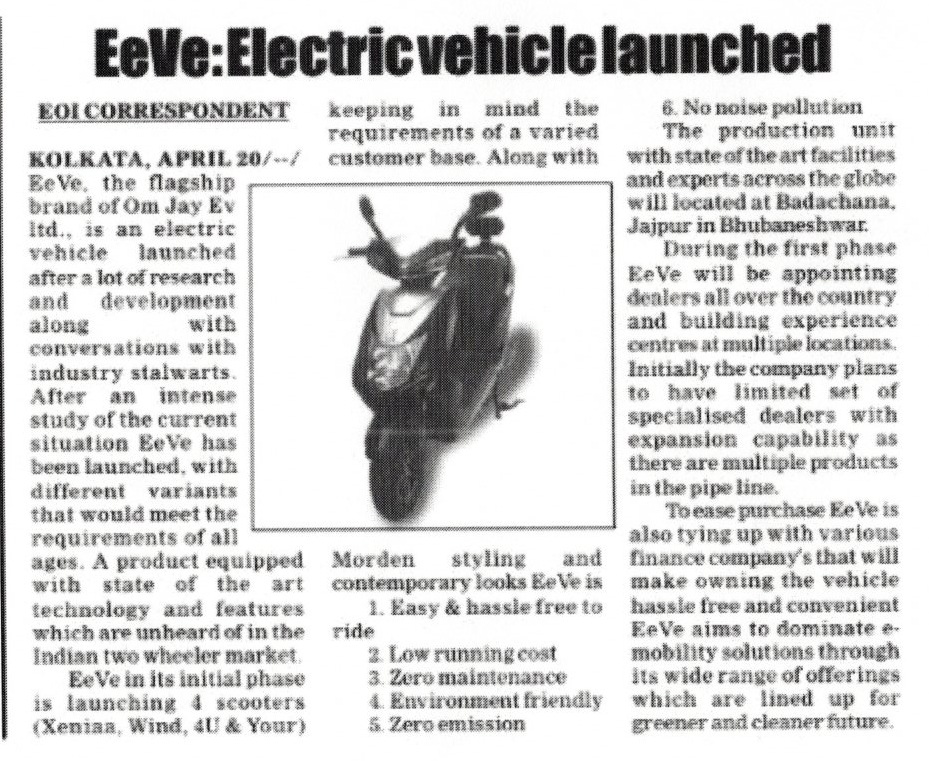 EeVe: Electric vehicle launched
EOI CORRESPONDENT
KOLKATA, APRIL 20/--/
EeVe, the flagship
brand of Om Jay Ev
ltd., is an electric
vehicle launched
after a lot of research
and development
along with
conversations with
industry stalwarts.
After an intense
study of the current
situation EeVe has
been launched, with
different variants
that would meet the
requirements of all
ages. A product equipped
with state of the art
technology and features
which are unheard of in the
Indian two wheeler market.
EeVe in its initial phase
is launching 4 scooters
(Xeniaa, Wind, 4U & Your)
keeping in mind the
requirements of a varied
customer base. Along with
Morden styling and
contemporary looks EeVe is
1. Easy & hassle free to
ride
2. Low running cost
3. Zero maintenance
4. Environment friendly
5. Zero emission
6. No noise pollution
The production unit
with state of the art facilities
and experts across the globe
will located at Badachana,
Jajpur in Bhubaneshwar.
During the first phase
EeVe will be appointing
dealers all over the country
and building experience
centres at multiple locations.
Initially the company plans
to have limited set of
specialised dealers with
expansion capability as
there are multiple products
in the pipe line.
To ease purchase EeVe is
also tying up with various
finance company's that will
make owning the vehicle
hassle free and convenient
EeVe aims to dominate e-
mobility solutions through
its wide range of offerings
which are lined up for
greener and cleaner future.